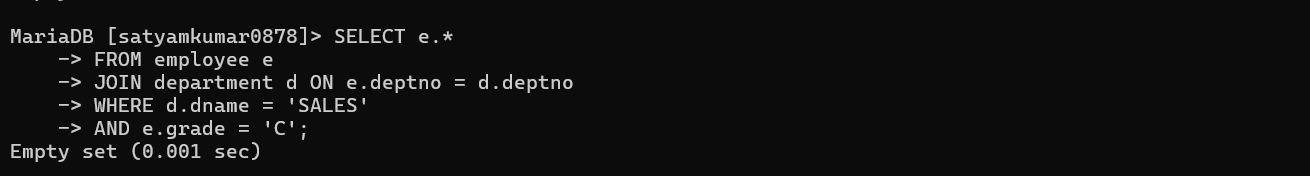 MariaDB [satyamkumar0878]> SELECT e.*
-> FROM employee e
-> JOIN department d ON e.deptno = d.deptno
-> WHERE d.dname = 'SALES'
-> AND e.grade = 'C';
Empty set (0.001 sec)